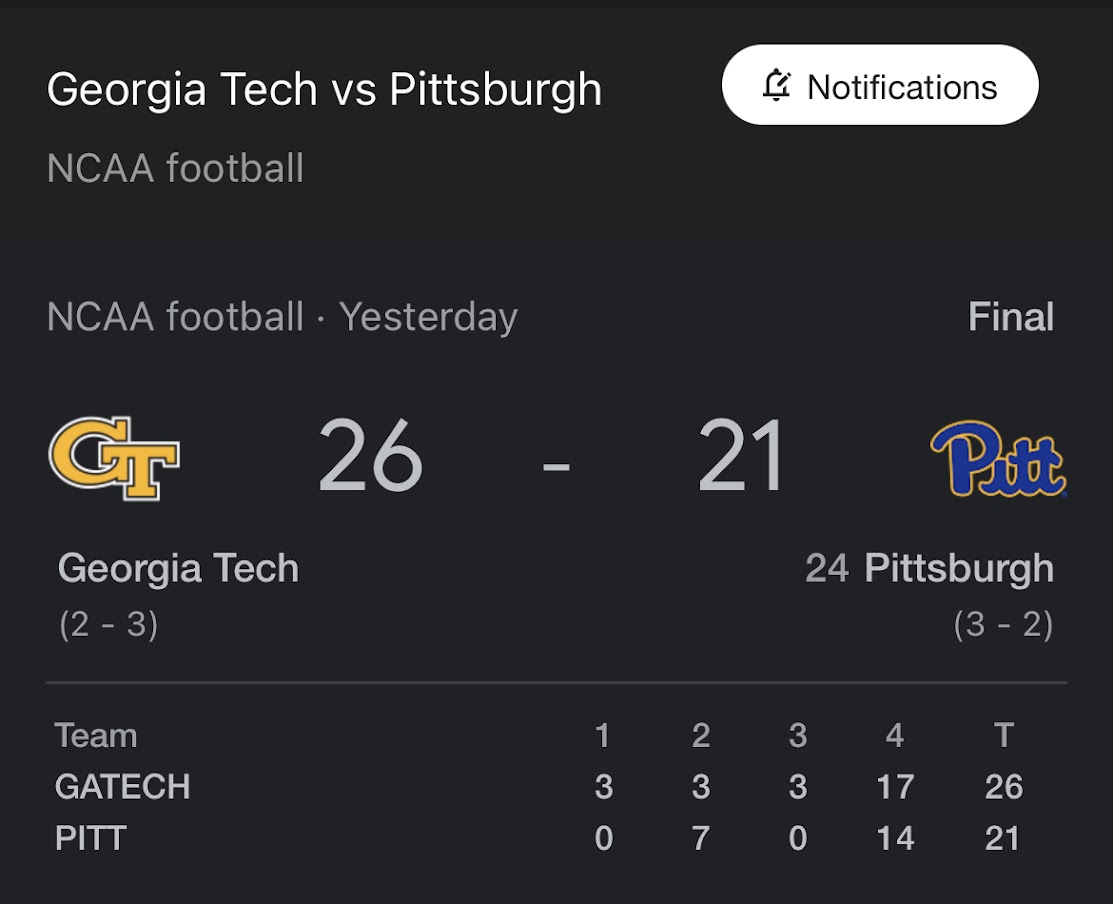 Georgia Tech vs Pittsburgh
Notifications
NCAA football
NCAA football · Yesterday
Final
GT
26 - 21
Pitt
Georgia Tech
24 Pittsburgh
(2 - 3)
(3 - 2)
Team 1 2 3 4 T
GATECH 3 3 3 17 26
PITT 0 7 0 14 21